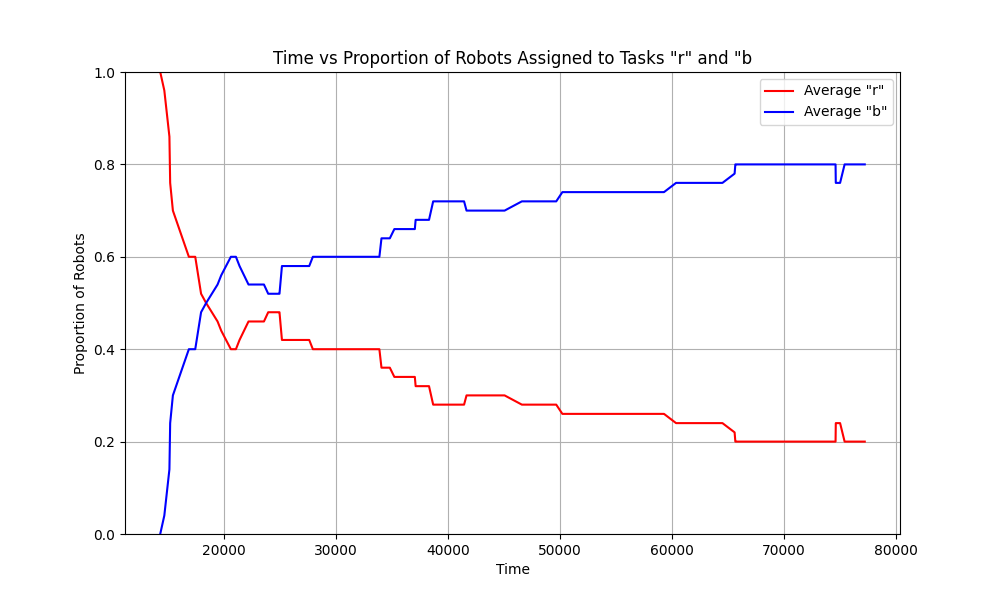 Time vs Proportion of Robots Assigned to Tasks "r" and "b
Average "r"
Average "b"
Proportion of Robots
1.0
0.8
0.6
0.4
0.2
0.0
20000 30000 40000 50000 60000 70000 80000
Time